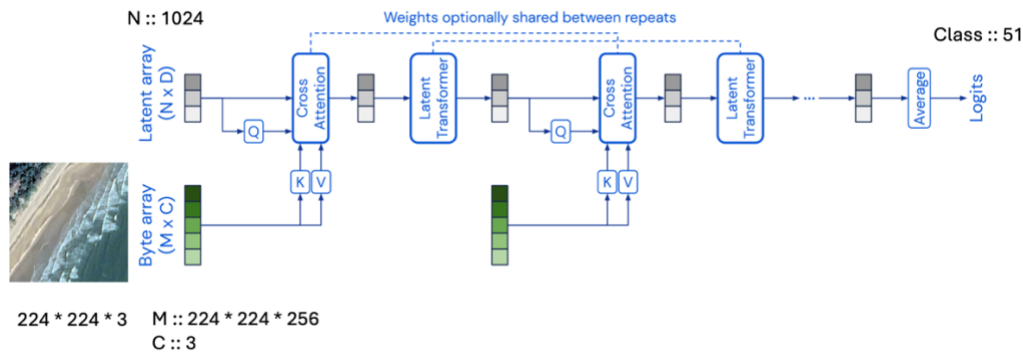 N :: 1024
Weights optionally shared between repeats
Class :: 51
Latent array
(N x D)
Q
Cross
Attention
Latent
Transformer
Q
Cross
Attention
Latent
Transformer
...
Average
Logits
K
V
K
V
Byte array
(M x C)
224 * 224 * 3
M :: 224 * 224 * 256
C :: 3